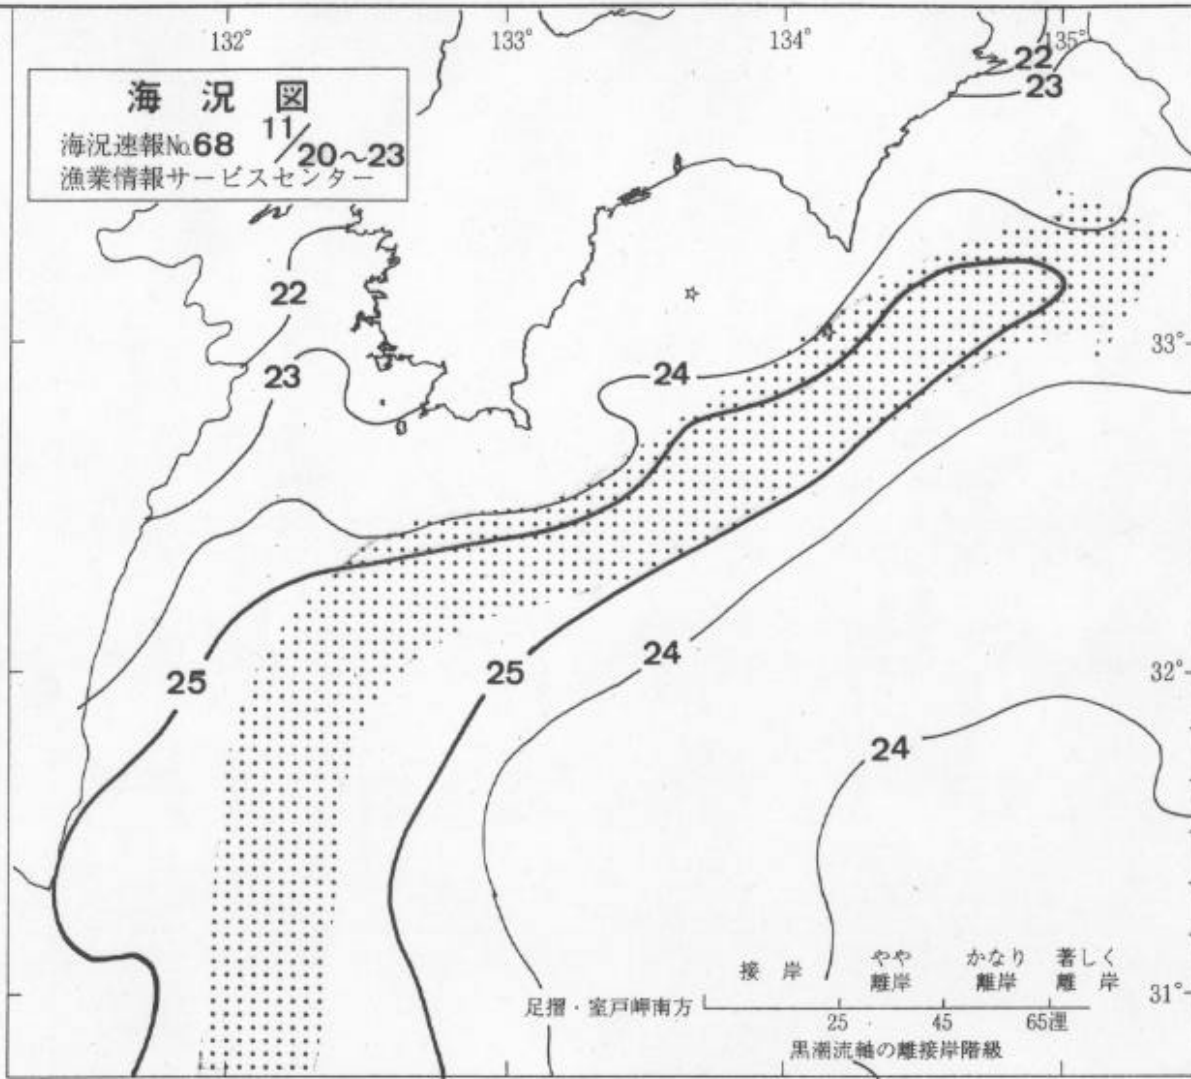 132°
133°
134°
135°
海況図
海況速報No.68 11/20〜23
漁業情報サービスセンター
22
23
22
23
24
33°
25
25
24
32°
24
接岸
やや離岸
かなり離岸
著しく離岸
31°
足摺・室戸岬南方
25 45 65浬
黒潮流軸の離接岸階級